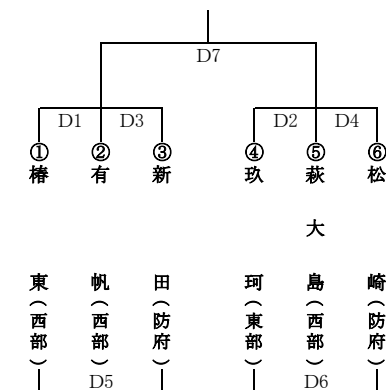 D7
D1 D3 D2 D4
①椿東(西部)
②有帆(西部)
③新田(防府)
④玖珂(東部)
⑤萩大島(西部)
⑥松崎(防府)
D5 D6